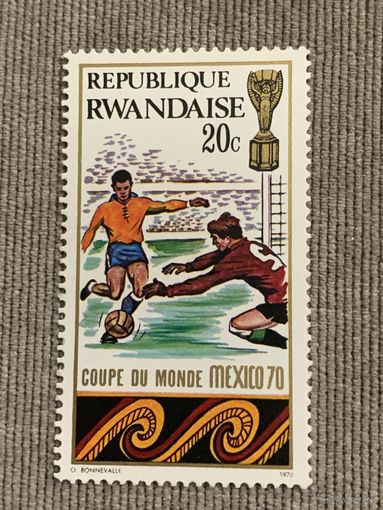 REPUBLIQUE
RWANDAISE
20c
COUPE DU MONDE MEXICO 70
O. BONNEVALLE 1970